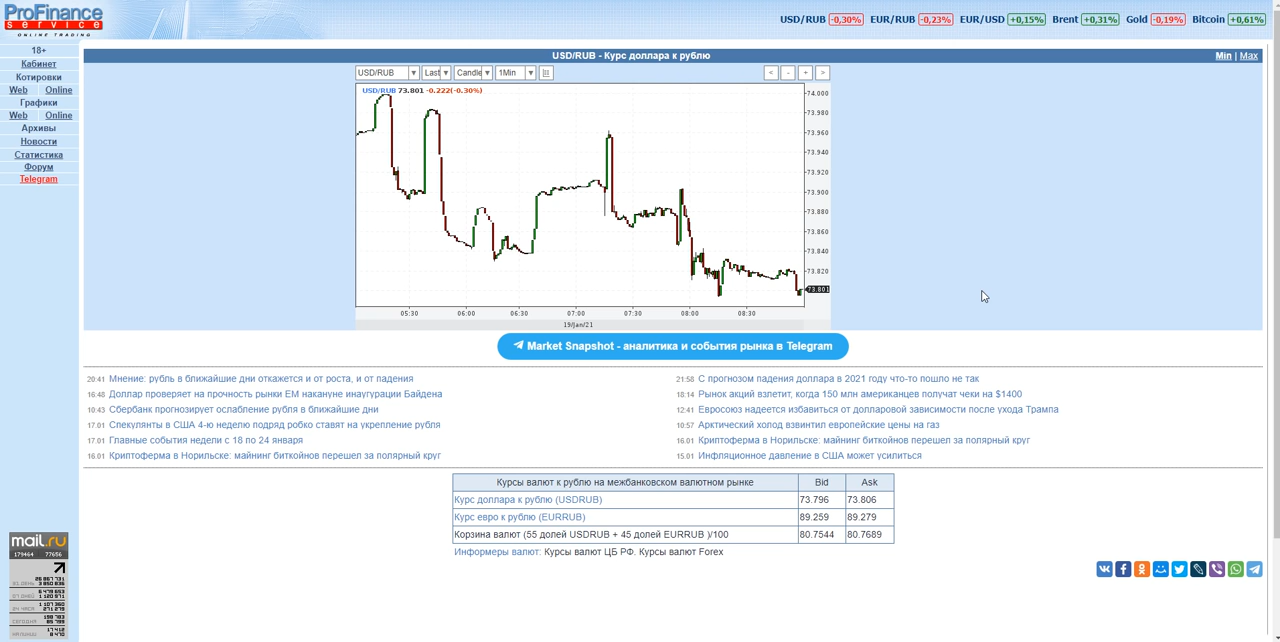 ProFinance
service
ONLINE TRADING
USD/RUB -0,30% EUR/RUB -0,23% EUR/USD +0,15% Brent +0,31% Gold -0,19% Bitcoin +0,61%
18+
Кабинет
Котировки
Web Online
Графики
Web Online
Архивы
Новости
Статистика
Форум
Telegram
USD/RUB - Курс доллара к рублю
Min | Max
USD/RUB Last Candle 1Min < - + >
USD/RUB 73.801 -0.222(-0.30%)
74.000
73.980
73.960
73.940
73.920
73.900
73.880
73.860
73.840
73.820
73.801
05:30 06:00 06:30 07:00 07:30 08:00 08:30
19/Jan/21
Market Snapshot - аналитика и события рынка в Telegram
20:41 Мнение: рубль в ближайшие дни откажется и от роста, и от падения
16:48 Доллар проверяет на прочность рынки ЕМ накануне инаугурации Байдена
10:43 Сбербанк прогнозирует ослабление рубля в ближайшие дни
17.01 Спекулянты в США 4-ю неделю подряд робко ставят на укрепление рубля
17.01 Главные события недели с 18 по 24 января
16.01 Криптоферма в Норильске: майнинг биткойнов перешел за полярный круг
21:58 С прогнозом падения доллара в 2021 году что-то пошло не так
18:14 Рынок акций взлетит, когда 150 млн американцев получат чеки на $1400
12:41 Евросоюз надеется избавиться от долларовой зависимости после ухода Трампа
10:57 Арктический холод взвинтил европейские цены на газ
16.01 Криптоферма в Норильске: майнинг биткойнов перешел за полярный круг
15.01 Инфляционное давление в США может усилиться
Курсы валют к рублю на межбанковском валютном рынке Bid Ask
Курс доллара к рублю (USDRUB) 73.796 73.806
Курс евро к рублю (EURRUB) 89.259 89.279
Корзина валют (55 долей USDRUB + 45 долей EURRUB )/100 80.7544 80.7689
Информеры валют: Курсы валют ЦБ РФ. Курсы валют Forex
mail.ru
179464 77656